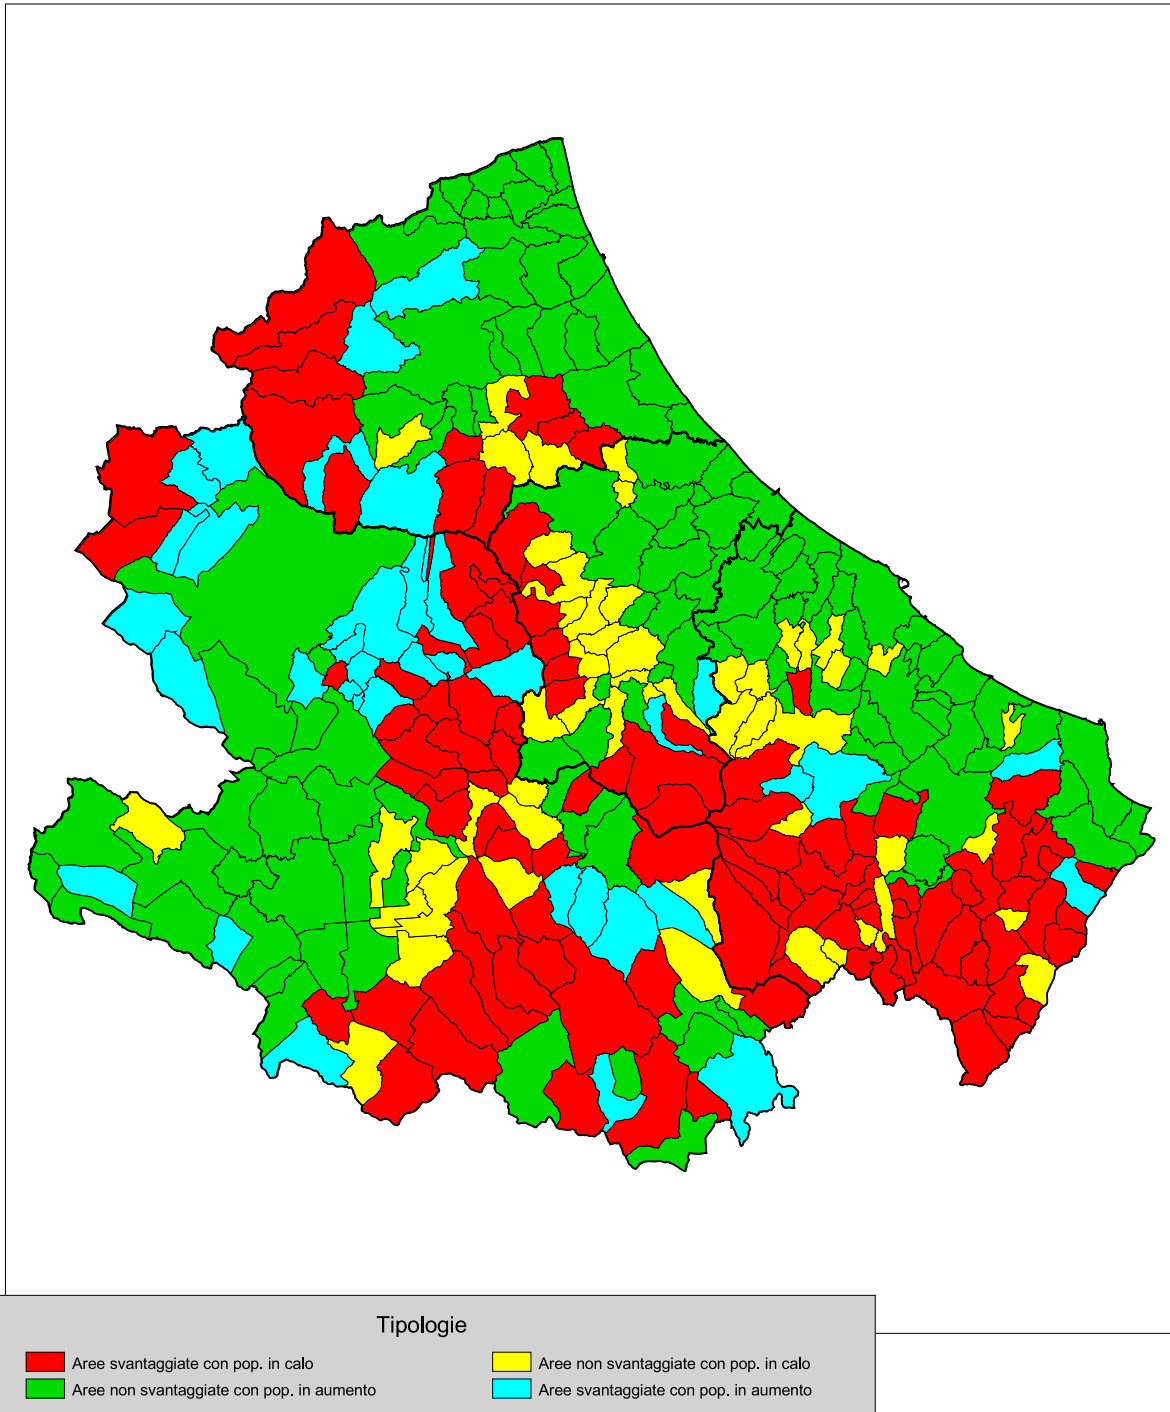 Tipologie
Aree svantaggiate con pop. in calo
Aree non svantaggiate con pop. in calo
Aree non svantaggiate con pop. in aumento
Aree svantaggiate con pop. in aumento